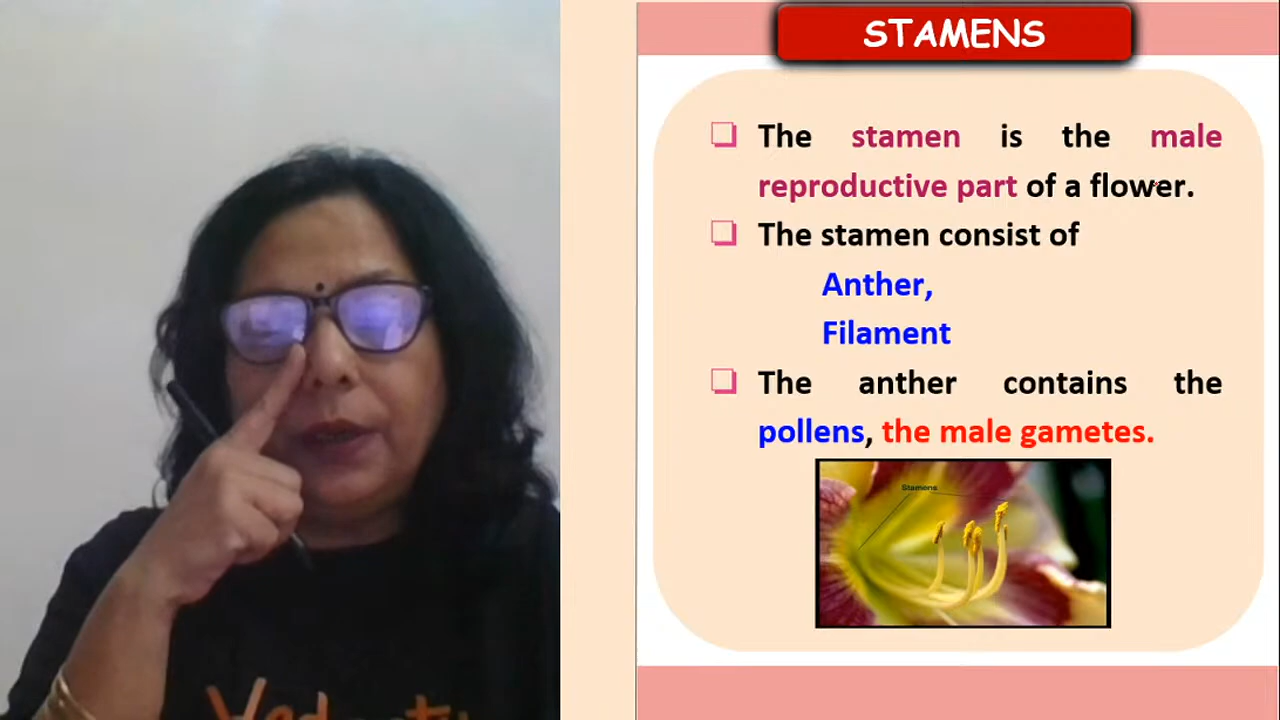 STAMENS
The stamen is the male
reproductive part of a flower.
The stamen consist of
Anther,
Filament
The anther contains the
pollens, the male gametes.
Stamens